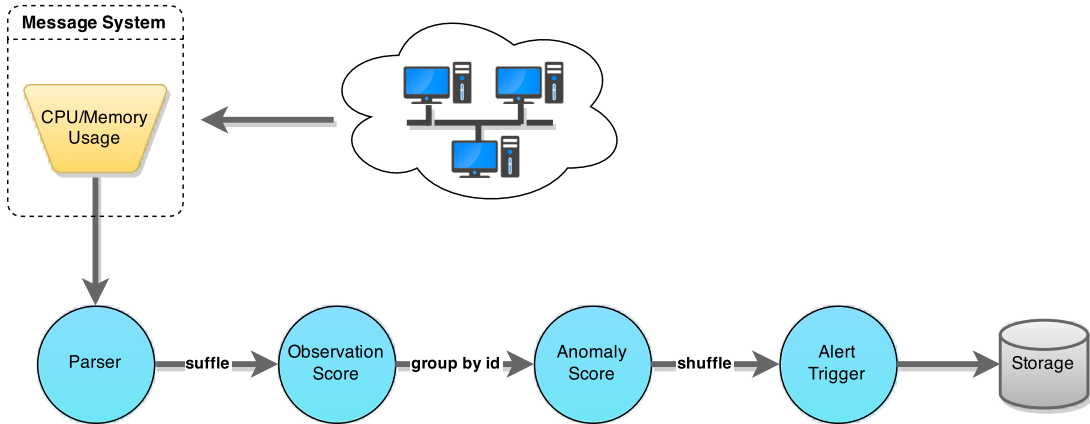 Message System
CPU/Memory
Usage
Parser
suffle
Observation
Score
group by id
Anomaly
Score
shuffle
Alert
Trigger
Storage